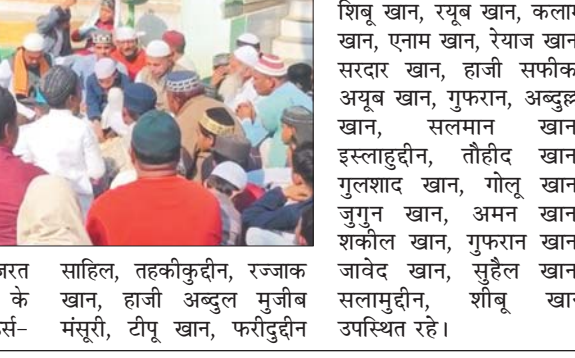 जरत
के
र्स-
साहिल, तहकीकुद्दीन, रज्जाक
खान, हाजी अब्दुल मुजीब
मंसूरी, टीपू खान, फरीदुद्दीन
शिबू खान, रयूब खान, कलाम
खान, एनाम खान, रेयाज खान
सरदार खान, हाजी सफीक
अयूब खान, गुफरान, अब्दुल्ल
खान, सलमान खान
इस्लाहुद्दीन, तौहीद खान
गुलशाद खान, गोलू खान
जुगुन खान, अमन खान
शकील खान, गुफरान खान
जावेद खान, सुहैल खान
सलामुद्दीन, शीबू खान
उपस्थित रहे।